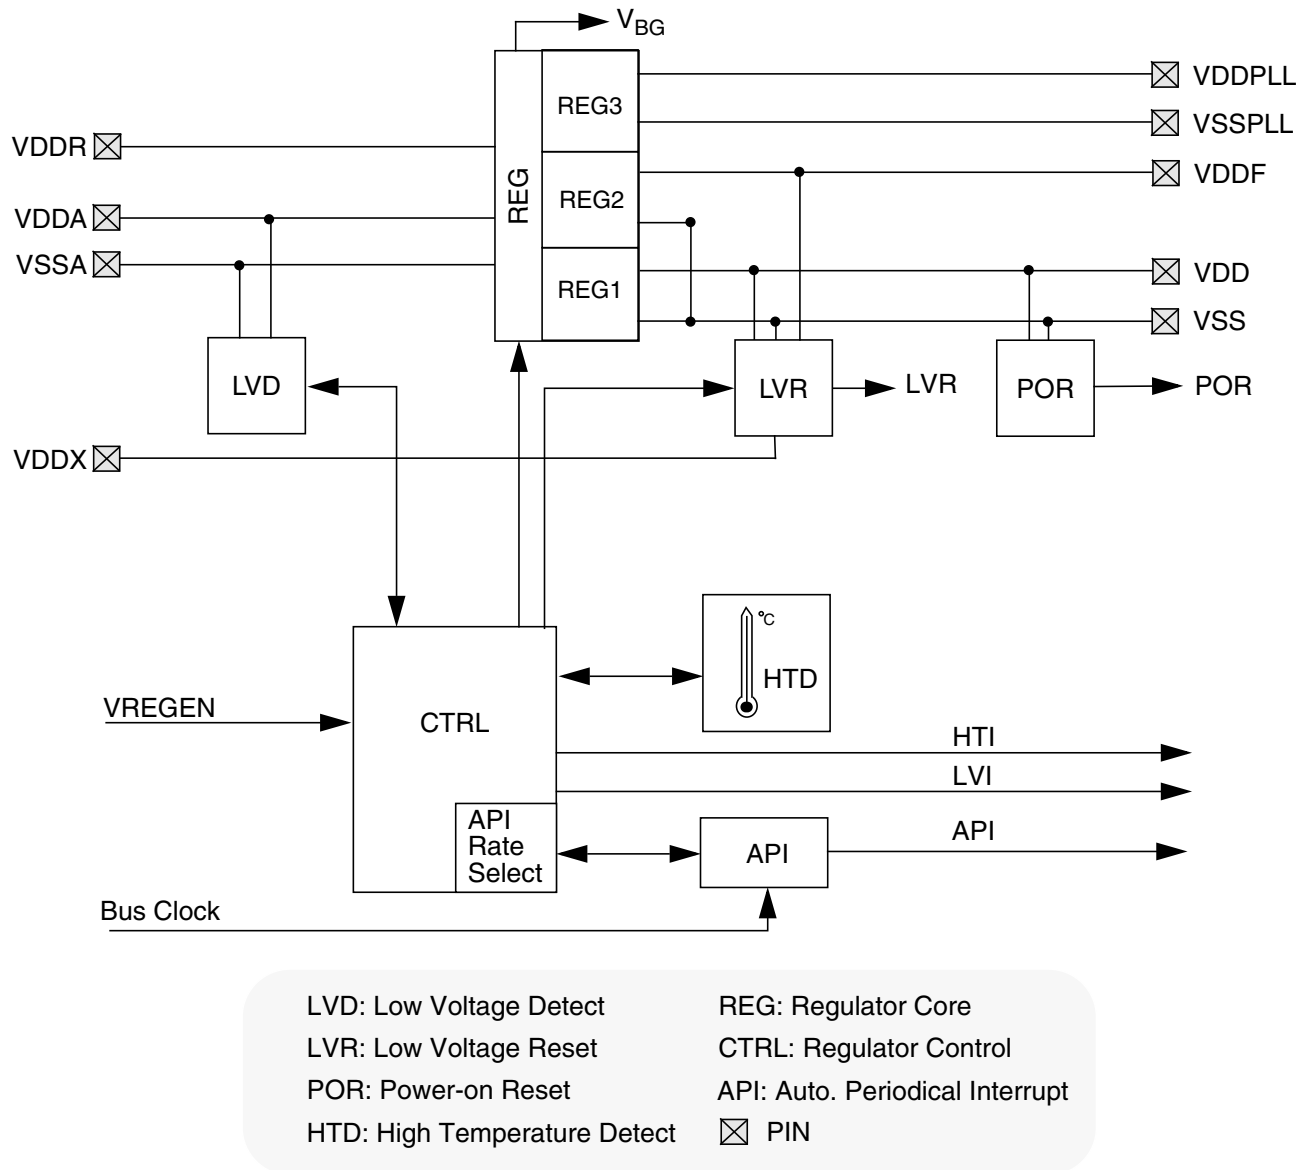 VBG
VDDPLL
REG3
VSSPLL
VDDR
VDDF
REG
REG2
VDDA
VSSA
VDD
REG1
VSS
LVD
LVR
LVR
POR
POR
VDDX
°C
HTD
VREGEN
CTRL
HTI
LVI
API
Rate
Select
API
API
Bus Clock
LVD: Low Voltage Detect
REG: Regulator Core
LVR: Low Voltage Reset
CTRL: Regulator Control
POR: Power-on Reset
API: Auto. Periodical Interrupt
HTD: High Temperature Detect
PIN